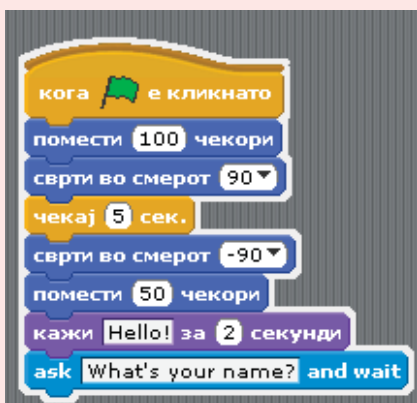 кога е кликнато
помести 100 чекори
сврти во смерот 90
чекај 5 сек.
сврти во смерот -90
помести 50 чекори
кажи Hello! за 2 секунди
ask What's your name? and wait